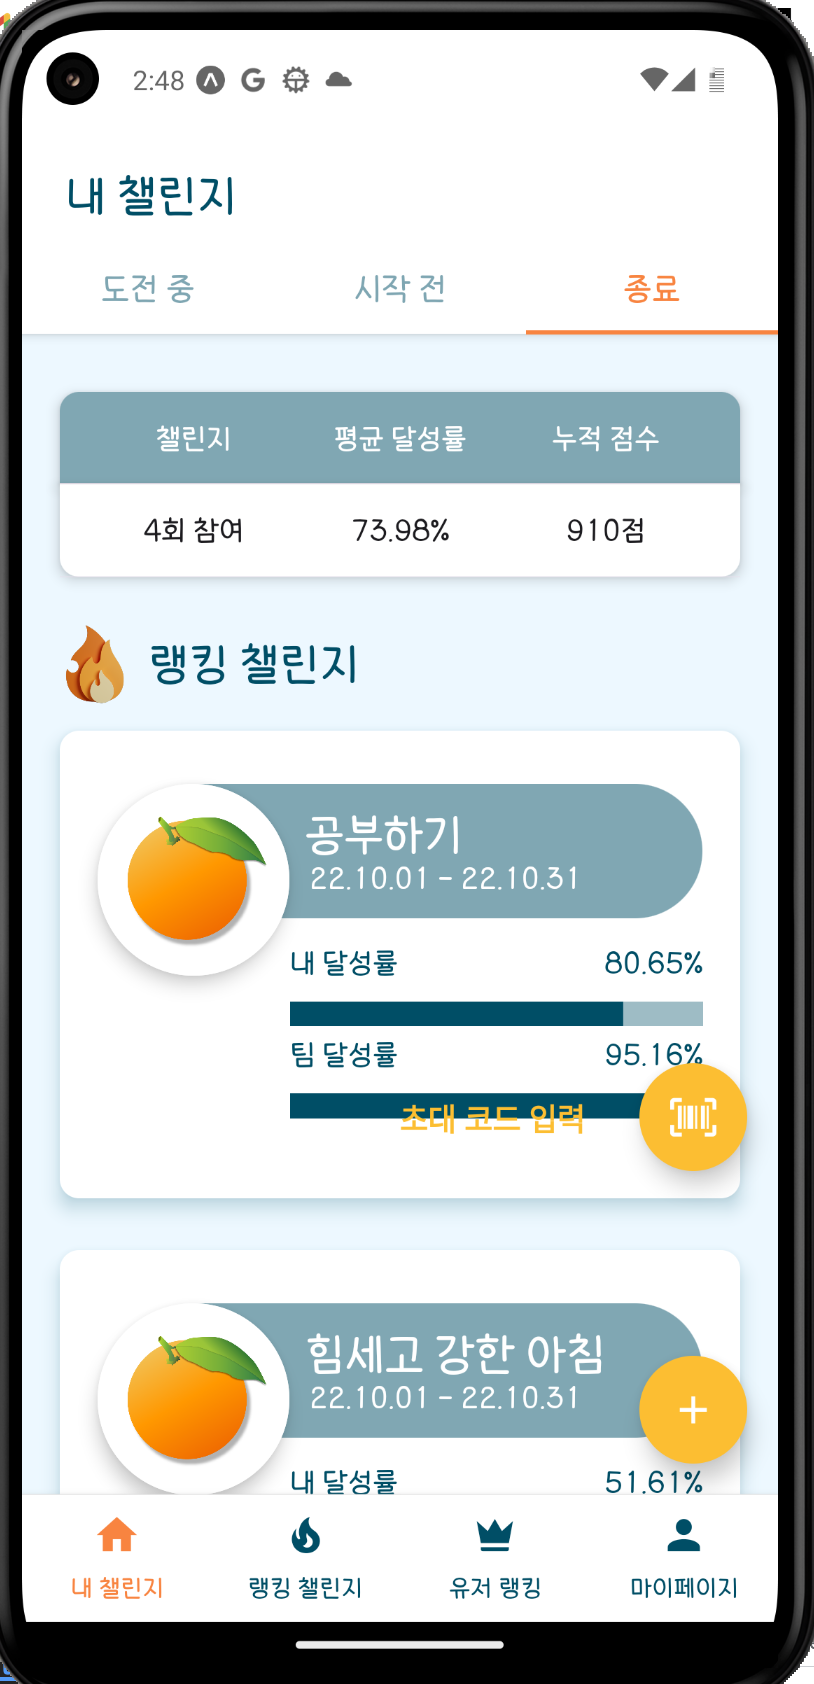 2:48
내 챌린지
도전 중 시작 전 종료
챌린지 평균 달성률 누적 점수
4회 참여 73.98% 910점
랭킹 챌린지
공부하기
22.10.01 - 22.10.31
내 달성률 80.65%
팀 달성률 95.16%
초대 코드 입력
힘세고 강한 아침
22.10.01 - 22.10.31
내 달성률 51.61%
내 챌린지 랭킹 챌린지 유저 랭킹 마이페이지